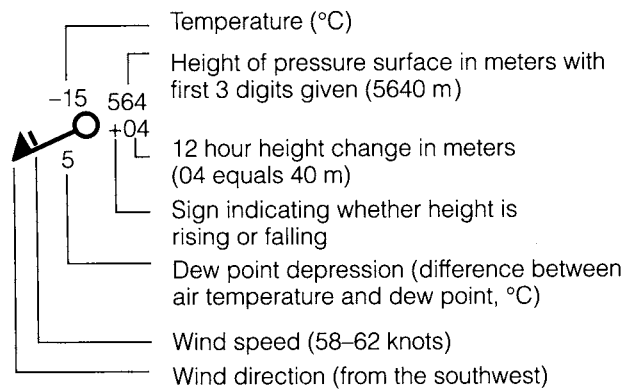 Temperature (°C)
Height of pressure surface in meters with
first 3 digits given (5640 m)
-15 564
+04
5
12 hour height change in meters
(04 equals 40 m)
Sign indicating whether height is
rising or falling
Dew point depression (difference between
air temperature and dew point, °C)
Wind speed (58–62 knots)
Wind direction (from the southwest)